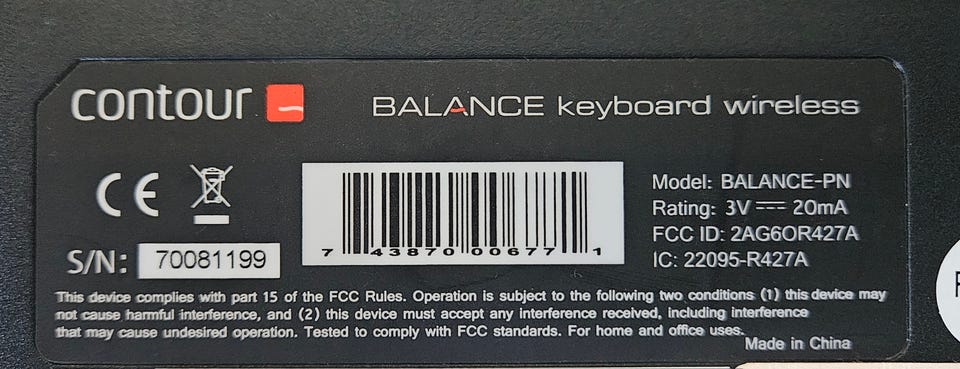 contour
BALANCE keyboard wireless
CE
Model: BALANCE-PN
Rating: 3V 20mA
FCC ID: 2AG6OR427A
IC: 22095-R427A
7 43870 00677 1
S/N: 70081199
This device complies with part 15 of the FCC Rules. Operation is subject to the following two conditions (1) this device may
not cause harmful interference, and (2) this device must accept any interference received, including interference
that may cause undesired operation. Tested to comply with FCC standards. For home and office uses.
Made in China